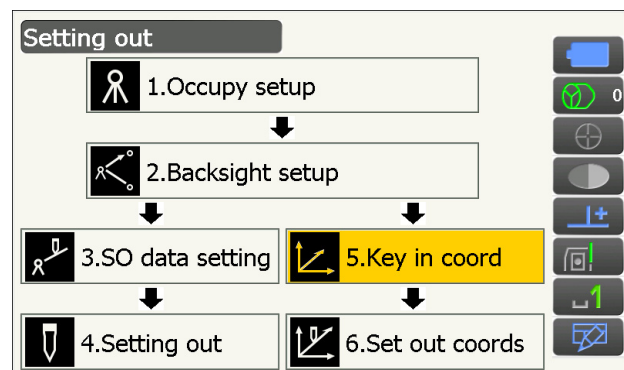 Setting out
1.Occupy setup
0
2.Backsight setup
3.SO data setting
5.Key in coord
1
4.Setting out
6.Set out coords